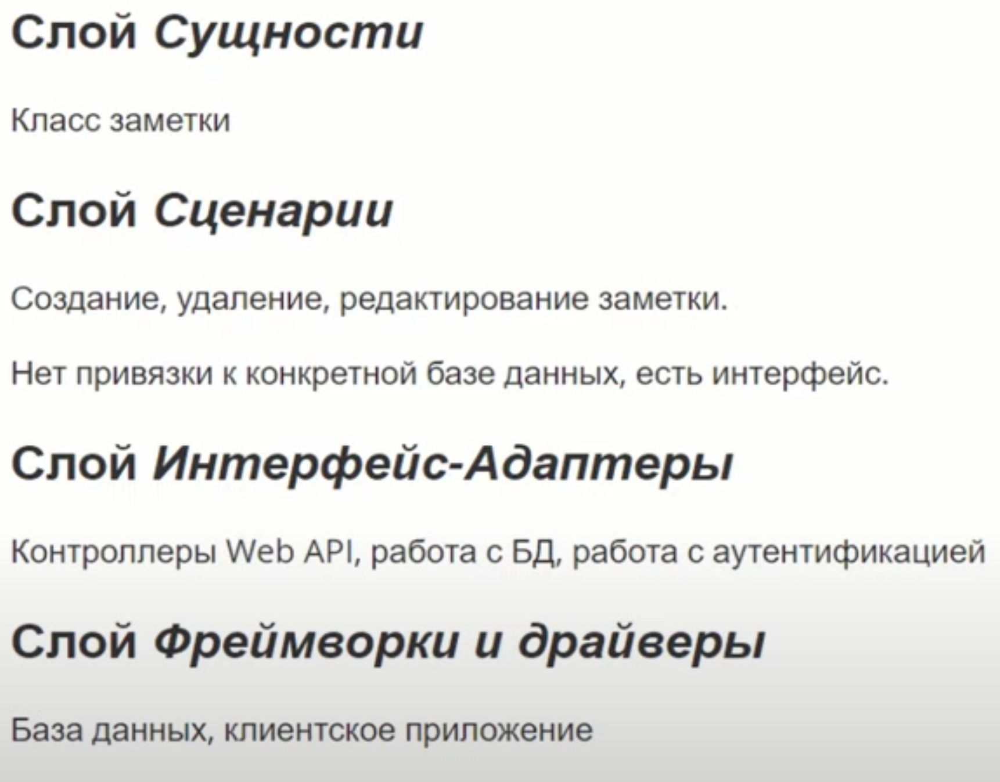 Слой Сущности
Класс заметки
Слой Сценарии
Создание, удаление, редактирование заметки.
Нет привязки к конкретной базе данных, есть интерфейс.
Слой Интерфейс-Адаптеры
Контроллеры Web API, работа с БД, работа с аутентификацией
Слой Фреймворки и драйверы
База данных, клиентское приложение